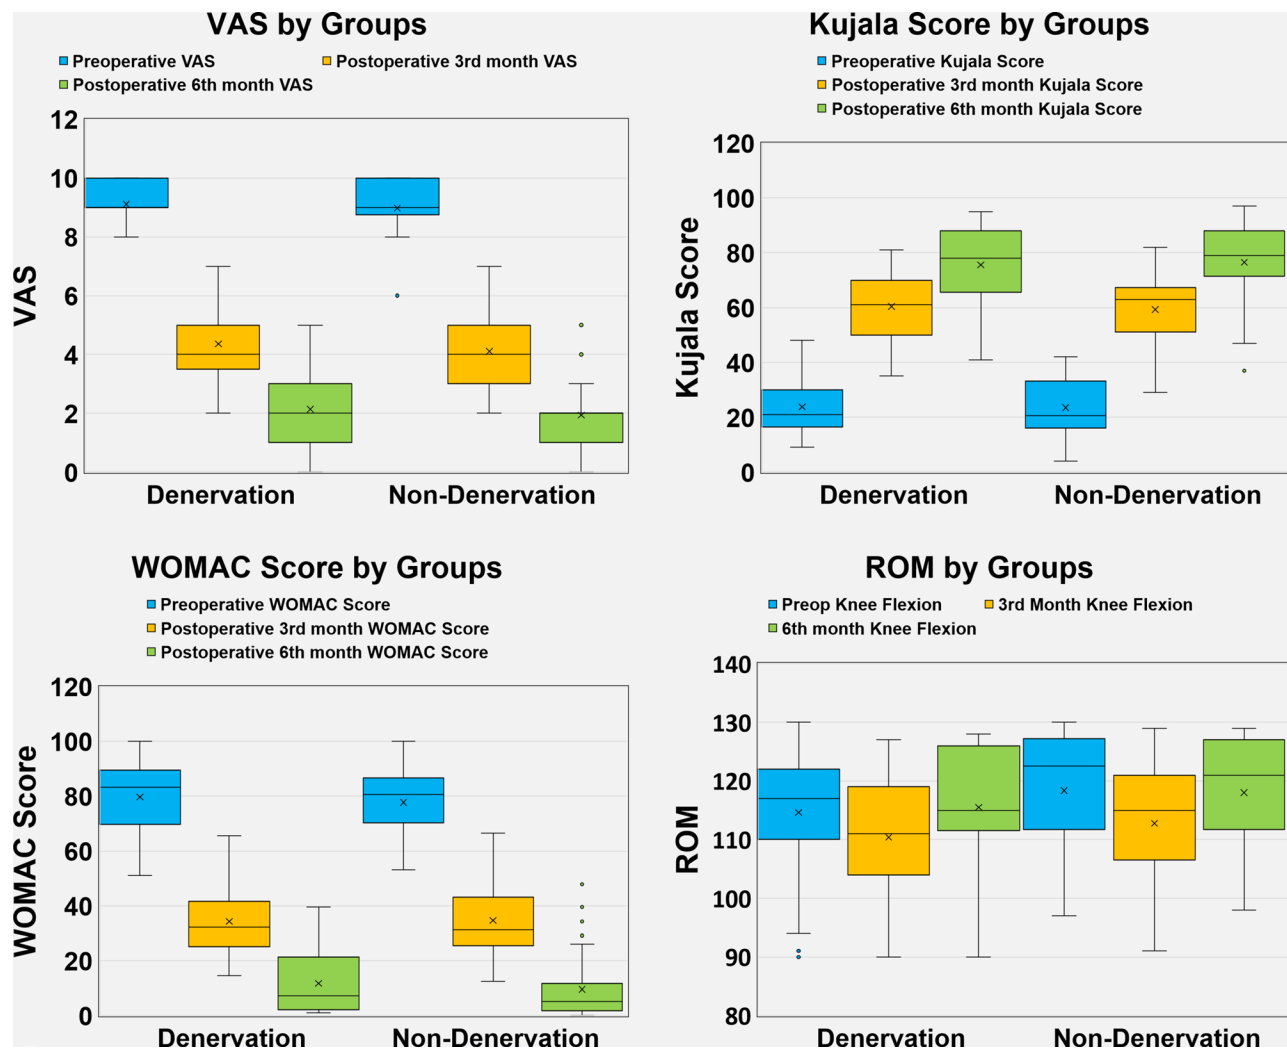 VAS by Groups
Preoperative VAS
Postoperative 3rd month VAS
Postoperative 6th month VAS
12
10
8
6
4
2
0
VAS
Denervation
Non-Denervation
Kujala Score by Groups
Preoperative Kujala Score
Postoperative 3rd month Kujala Score
Postoperative 6th month Kujala Score
120
100
80
60
40
20
0
Kujala Score
Denervation
Non-Denervation
WOMAC Score by Groups
Preoperative WOMAC Score
Postoperative 3rd month WOMAC Score
Postoperative 6th month WOMAC Score
120
100
80
60
40
20
0
WOMAC Score
Denervation
Non-Denervation
ROM by Groups
Preop Knee Flexion
3rd Month Knee Flexion
6th month Knee Flexion
140
130
120
110
100
90
80
ROM
Denervation
Non-Denervation